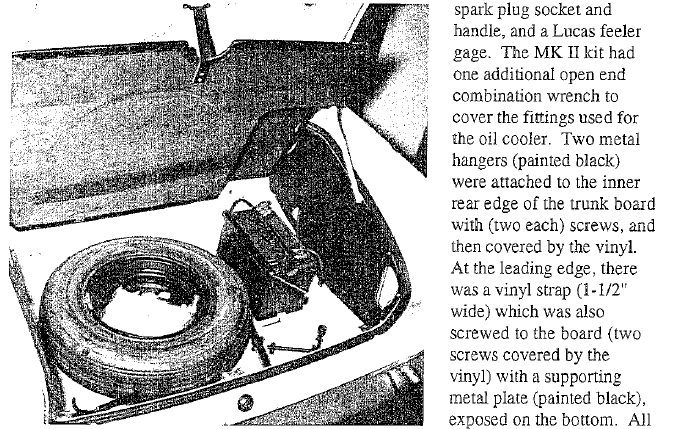 spark plug socket and
handle, and a Lucas feeler
gage. The MK II kit had
one additional open end
combination wrench to
cover the fittings used for
the oil cooler. Two metal
hangers (painted black)
were attached to the inner
rear edge of the trunk board
with (two each) screws, and
then covered by the vinyl.
At the leading edge, there
was a vinyl strap (1-1/2"
wide) which was also
screwed to the board (two
screws covered by the
vinyl) with a supporting
metal plate (painted black),
exposed on the bottom. All